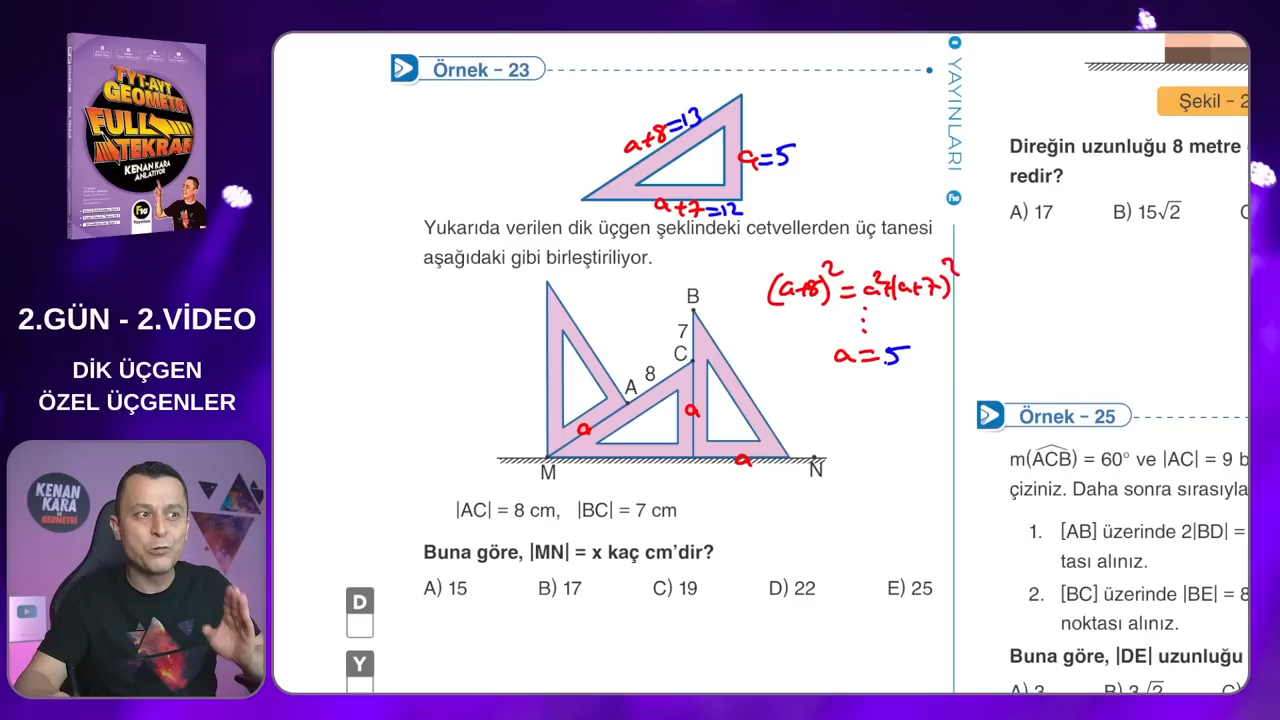 TYT-AYT
GEOMETRİ
FULL
TEKRAR
KENAN KARA
ANLATIYOR
2.GÜN - 2.VİDEO
DİK ÜÇGEN
ÖZEL ÜÇGENLER
KENAN
KARA
GEOMETRİ
Örnek - 23
a+8=13
a=5
a+7=12
Yukarıda verilen dik üçgen şeklindeki cetvellerden üç tanesi
aşağıdaki gibi birleştiriliyor.
(a+8)² = a²+(a+7)²
a = 5
B
7
C
8
A
a
a
a
M
N
|AC| = 8 cm, |BC| = 7 cm
Buna göre, |MN| = x kaç cm'dir?
A) 15 B) 17 C) 19 D) 22 E) 25
D
Y
YAYINLARI
Şekil - 2
Direğin uzunluğu 8 metre
redir?
A) 17 B) 15√2 C
Örnek - 25
m(ACB) = 60° ve |AC| = 9 b
çiziniz. Daha sonra sırasıyla
1. [AB] üzerinde 2|BD| =
tası alınız.
2. [BC] üzerinde |BE| = 8
noktası alınız.
Buna göre, |DE| uzunluğu
A) 3 B) 3√2 C)